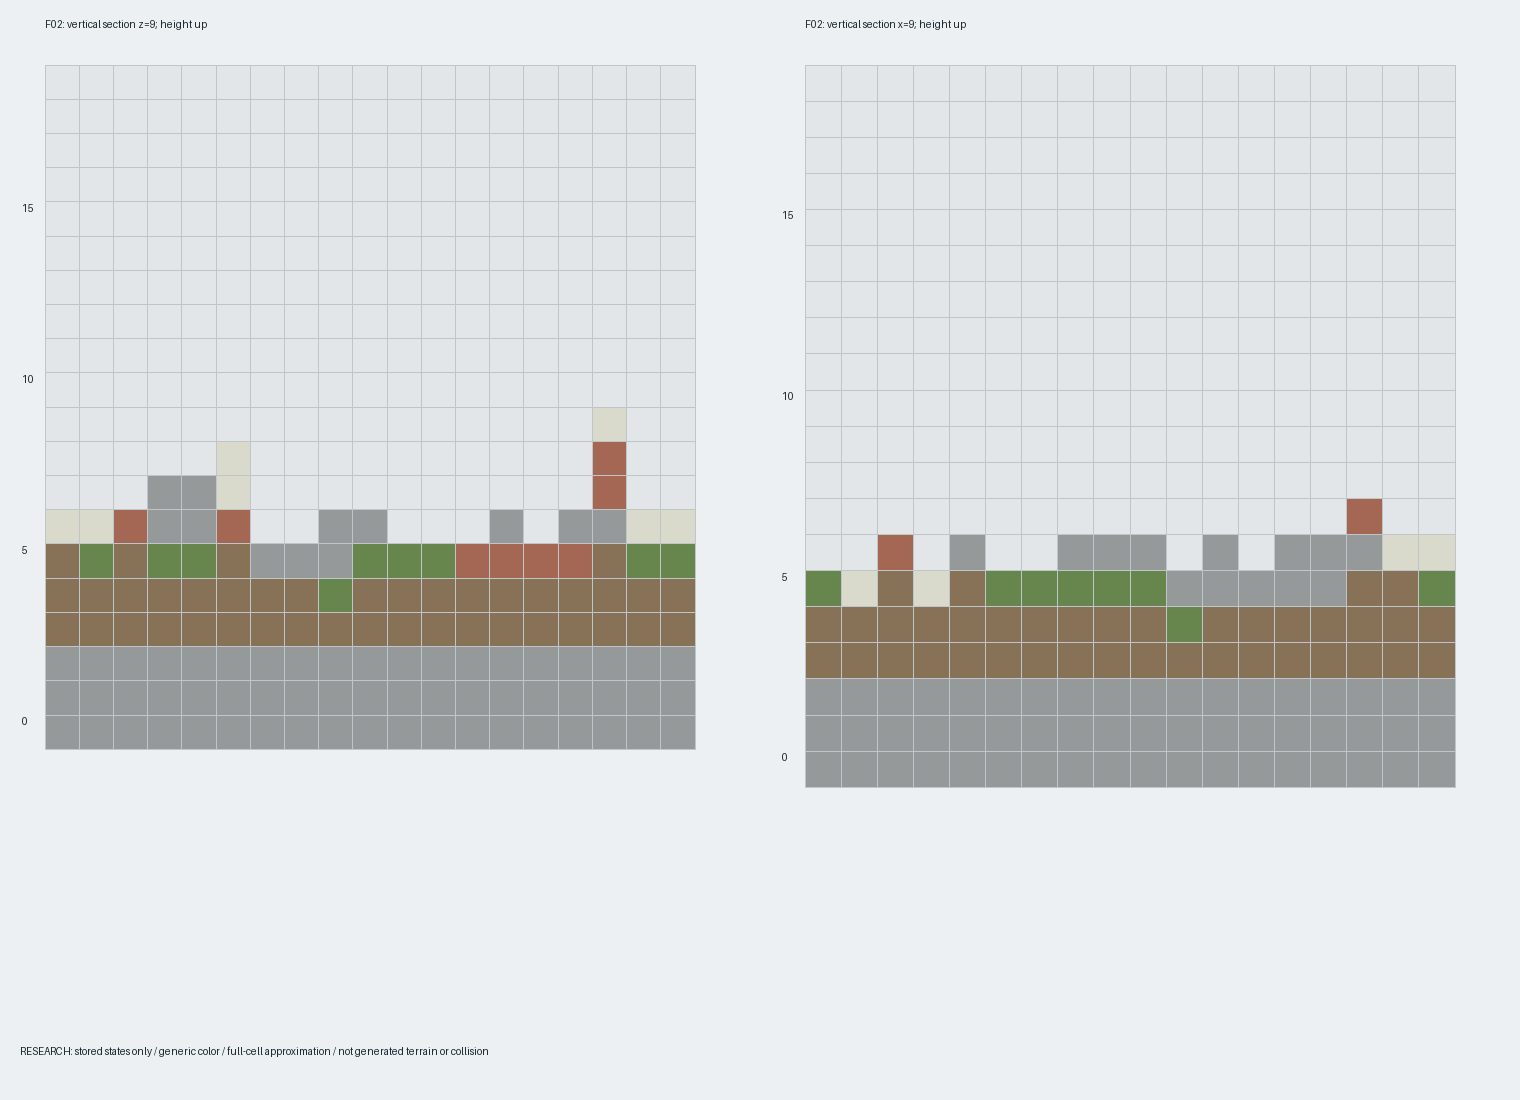 F02: vertical section z=9; height up
F02: vertical section x=9; height up
15
10
5
0
15
10
5
0
RESEARCH: stored states only / generic color / full-cell approximation / not generated terrain or collision